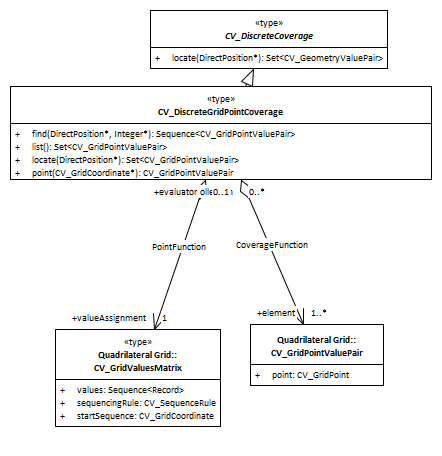 «type»
CV_DiscreteCoverage
+ locate(DirectPosition*): Set<CV_GeometryValuePair>
«type»
CV_DiscreteGridPointCoverage
+ find(DirectPosition*, Integer*): Sequence<CV_GridPointValuePair>
+ list(): Set<CV_GridPointValuePair>
+ locate(DirectPosition*): Set<CV_GridPointValuePair>
+ point(CV_GridCoordinate*): CV_GridPointValuePair
+evaluator 0..1 0..*
PointFunction
CoverageFunction
+valueAssignment 1
+element 1..*
«type»
Quadrilateral Grid::
CV_GridValuesMatrix
+ values: Sequence<Record>
+ sequencingRule: CV_SequenceRule
+ startSequence: CV_GridCoordinate
Quadrilateral Grid::
CV_GridPointValuePair
+ point: CV_GridPoint